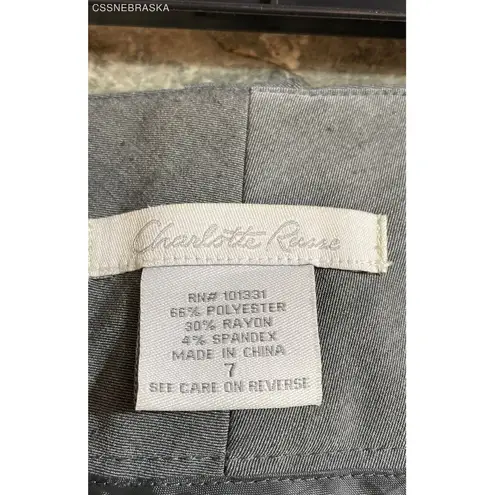 CSSNEBRASKA
Charlotte Russe
RN# 101331
66% POLYESTER
30% RAYON
4% SPANDEX
MADE IN CHINA
7
SEE CARE ON REVERSE